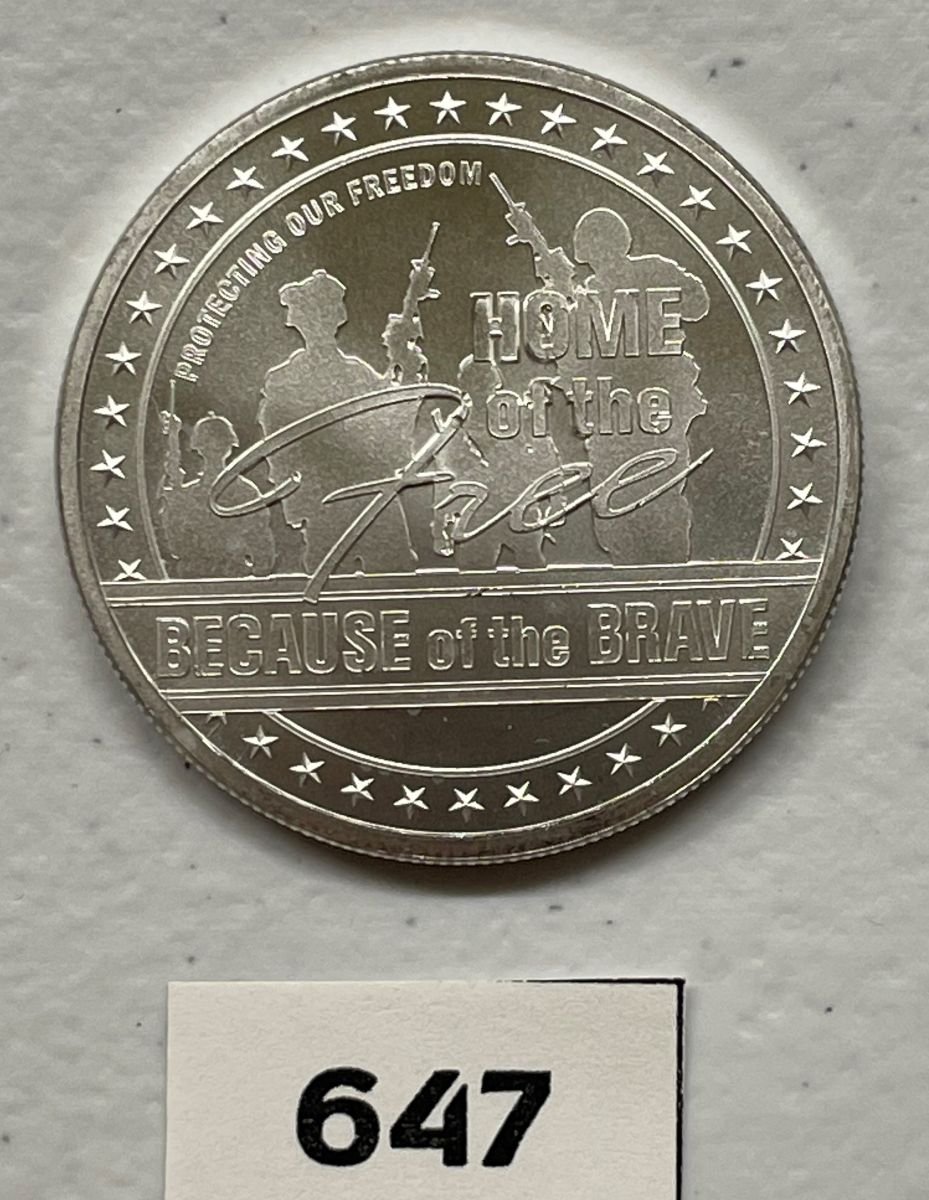 PROTECTING OUR FREEDOM
HOME
of the
Free
BECAUSE of the BRAVE
647